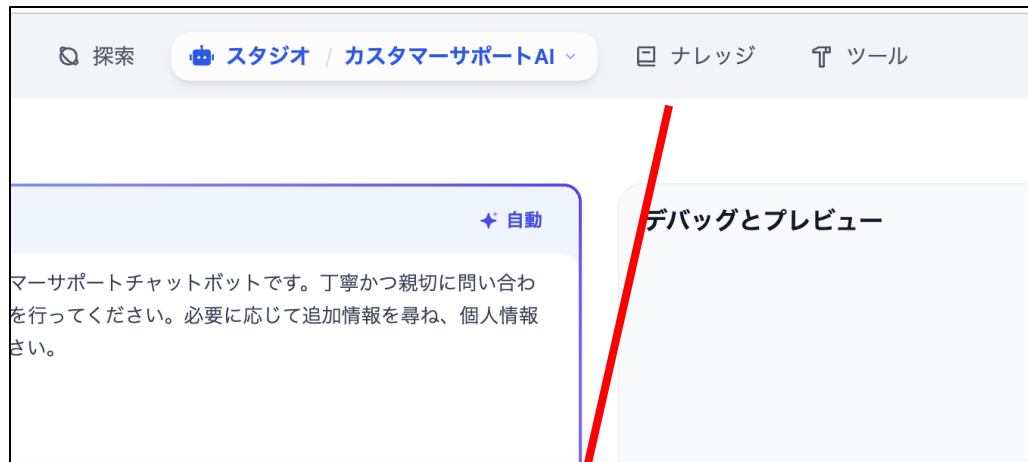 探索 スタジオ / カスタマーサポートAI ナレッジ ツール
自動
デバッグとプレビュー
マーサポートチャットボットです。丁寧かつ親切に問い合わ
を行ってください。必要に応じて追加情報を尋ね、個人情報
さい。